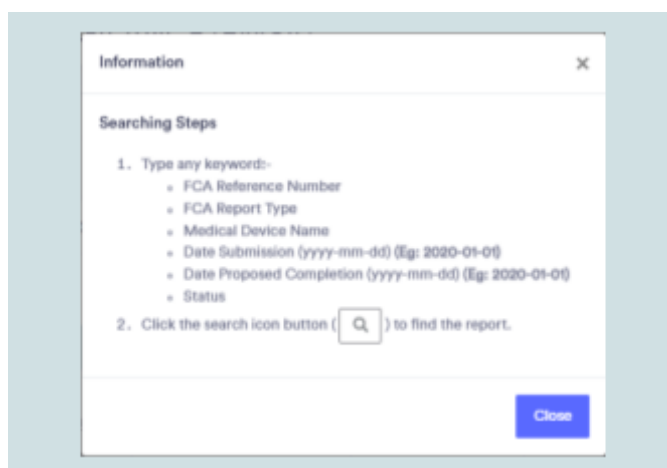 Information
Searching Steps
1. Type any keyword:-
FCA Reference Number
FCA Report Type
Medical Device Name
Date Submission (yyyy-mm-dd) (Eg: 2020-01-01)
Date Proposed Completion (yyyy-mm-dd) (Eg: 2020-01-01)
Status
2. Click the search icon button ( ) to find the report.
Close